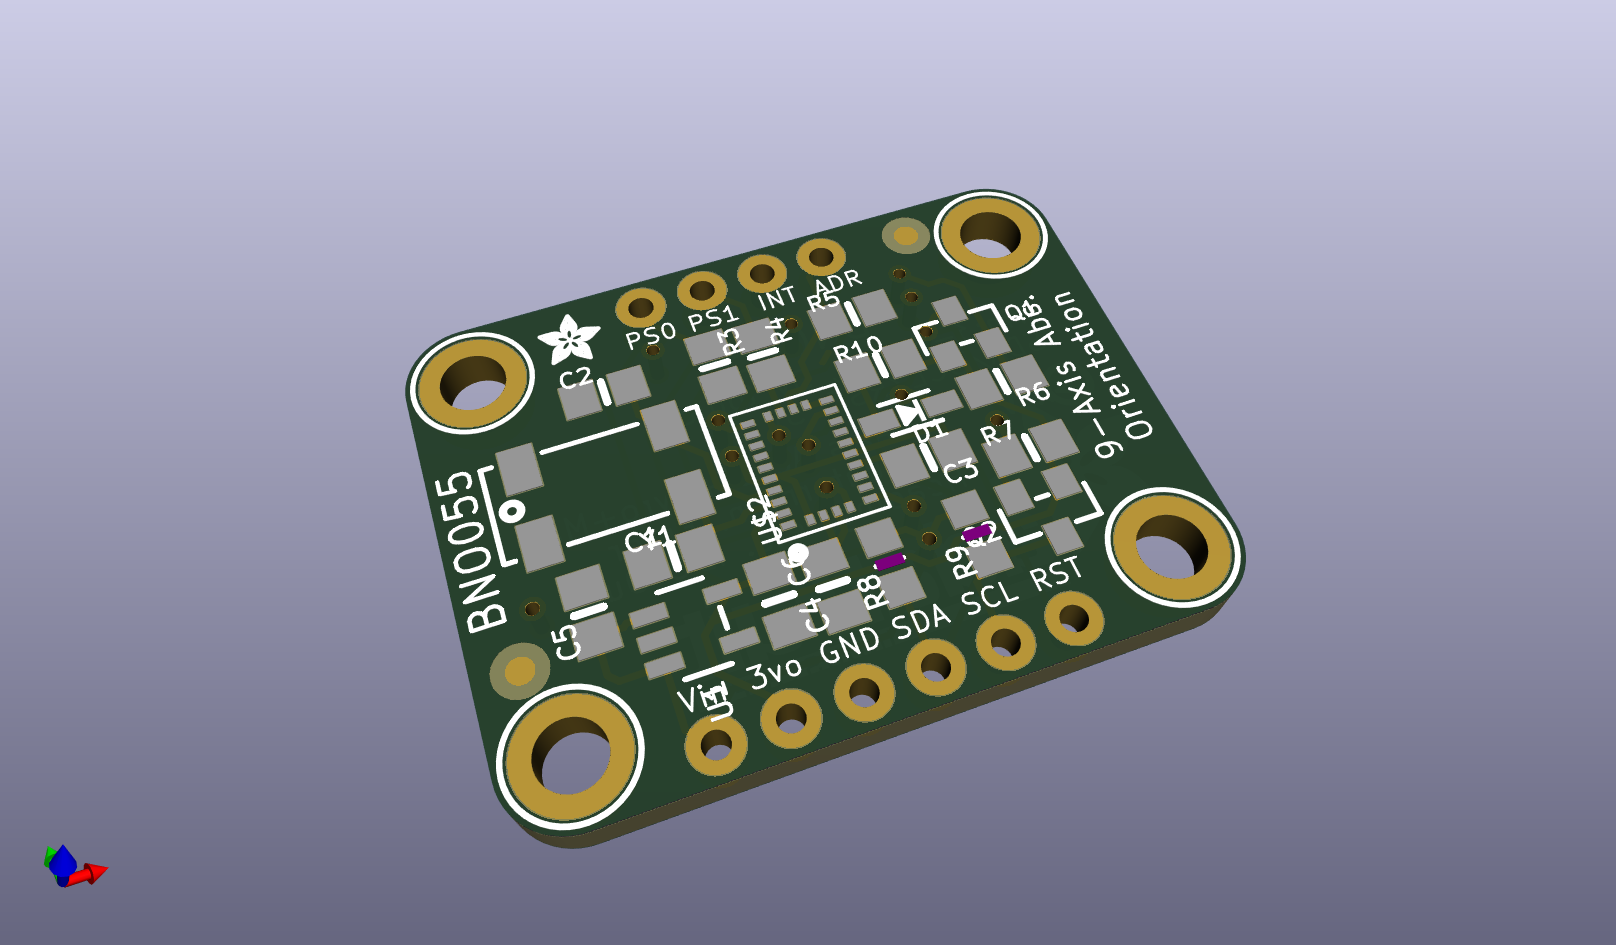 PS0
PS1
INT
ADR
R3
R4
R5
R10
C2
Abs.
Orientation
9-Axis
R6
D1
R7
C3
BNO055
U$2
C6
C4
R8
R9
C5
Vin
3vo
GND
SDA
SCL
RST